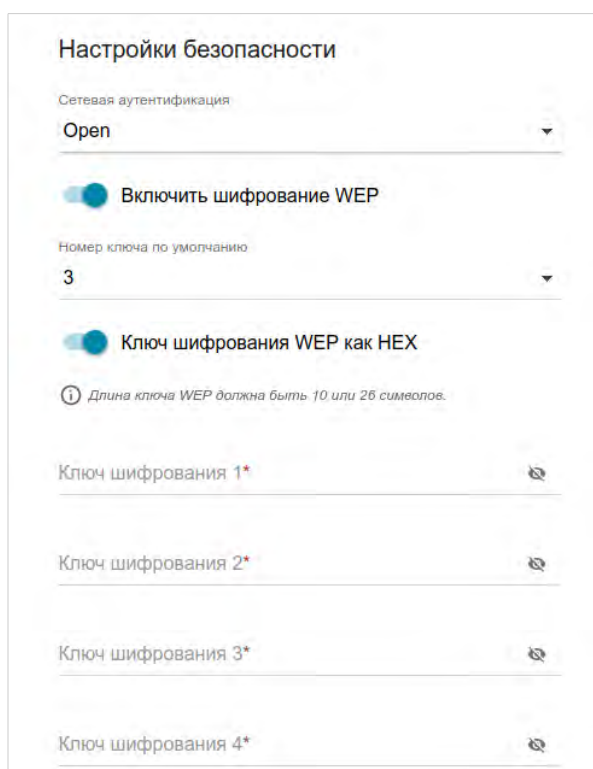 Настройки безопасности
Сетевая аутентификация
Open
Включить шифрование WEP
Номер ключа по умолчанию
3
Ключ шифрования WEP как HEX
Длина ключа WEP должна быть 10 или 26 символов.
Ключ шифрования 1*
Ключ шифрования 2*
Ключ шифрования 3*
Ключ шифрования 4*